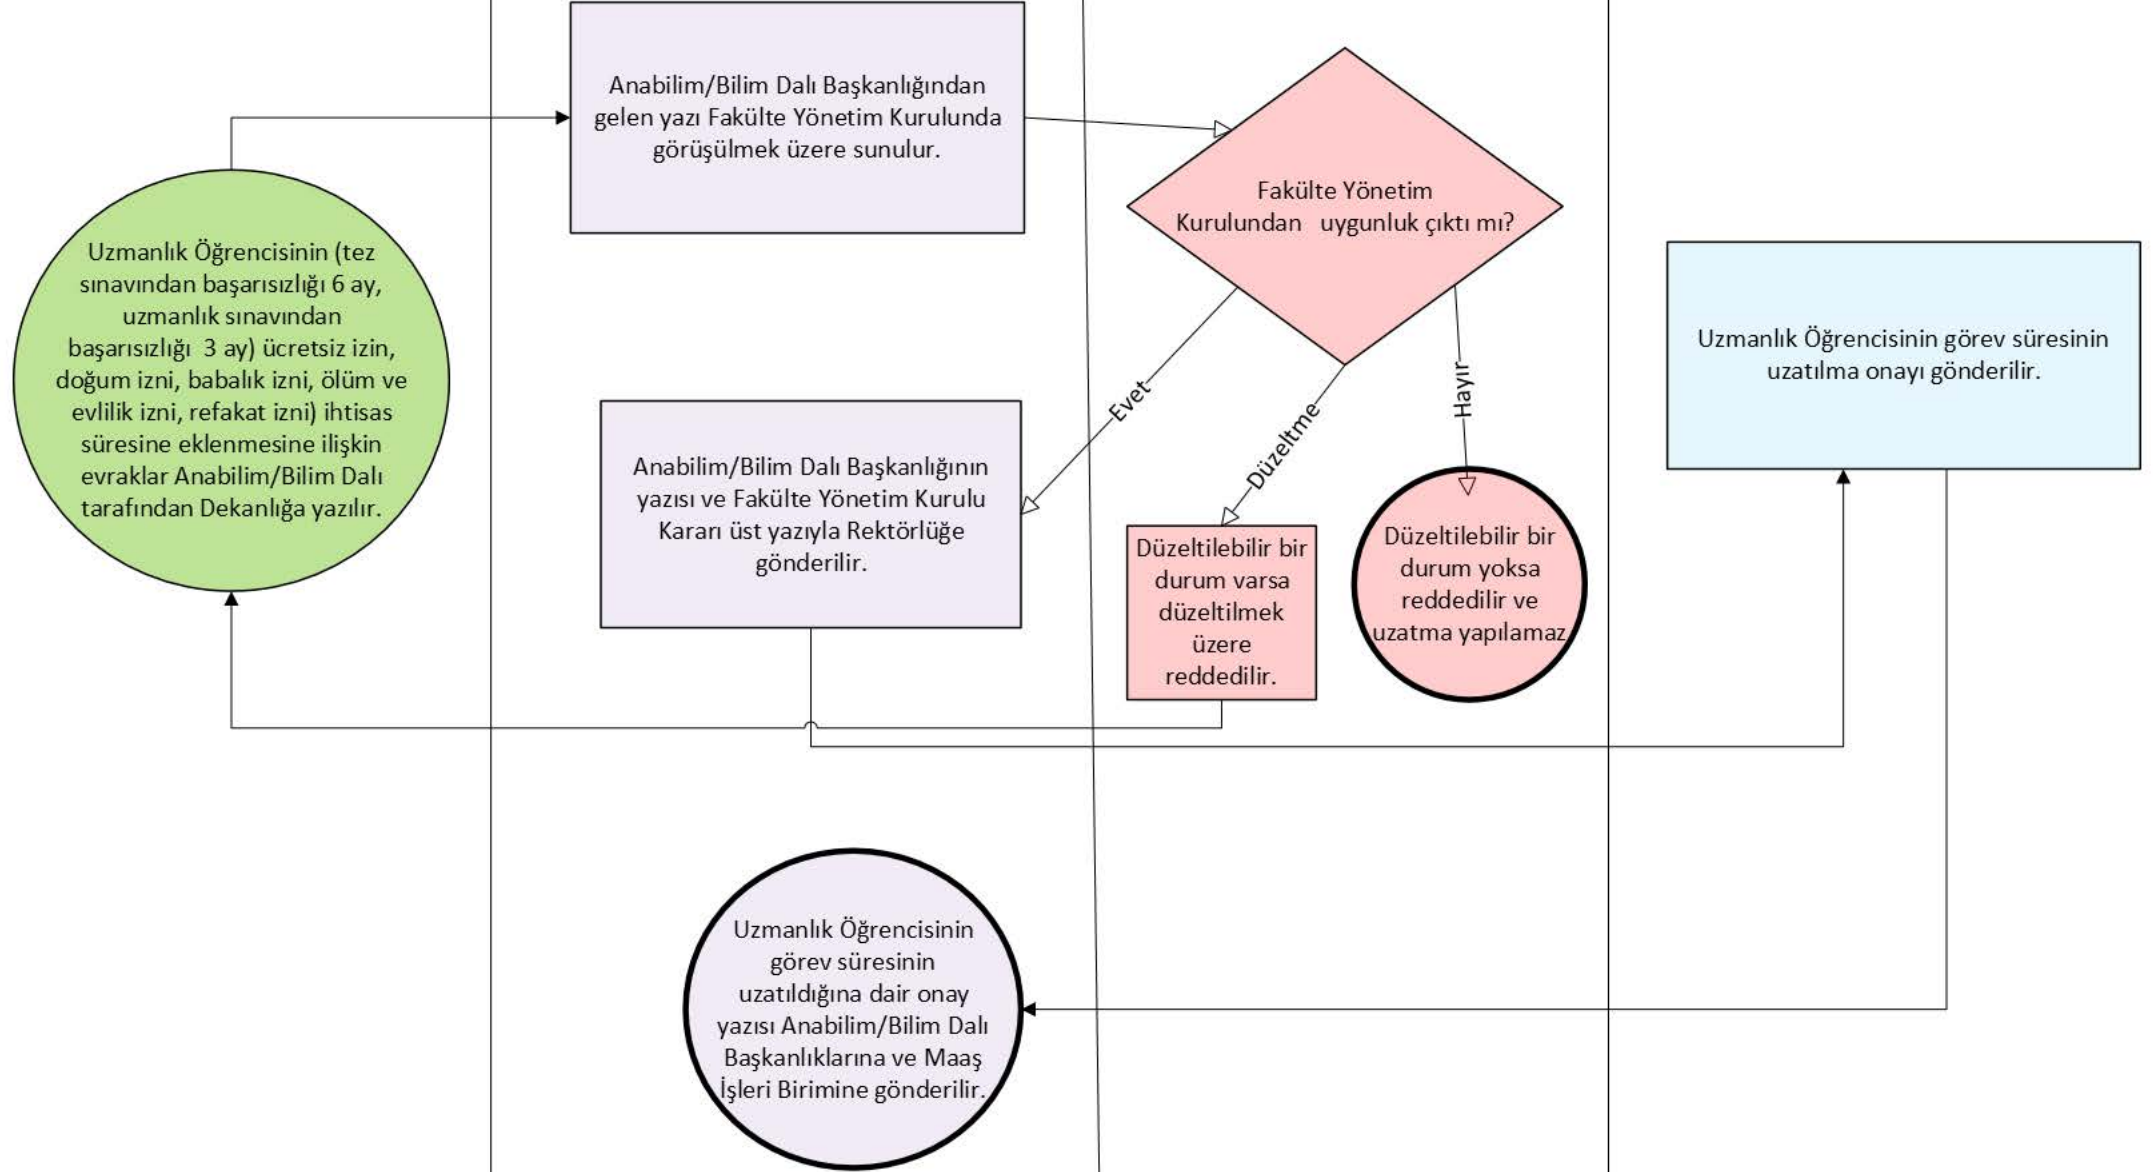 Anabilim/Bilim Dalı Başkanlığından
gelen yazı Fakülte Yönetim Kurulunda
görüşülmek üzere sunulur.
Fakülte Yönetim
Kurulundan   uygunluk çıktı mı?
Uzmanlık Öğrencisinin (tez
sınavından başarısızlığı 6 ay,
uzmanlık sınavından
başarısızlığı  3 ay) ücretsiz izin,
doğum izni, babalık izni, ölüm ve
evlilik izni, refakat izni) ihtisas
süresine eklenmesine ilişkin
evraklar Anabilim/Bilim Dalı
tarafından Dekanlığa yazılır.
Uzmanlık Öğrencisinin görev süresinin
uzatılma onayı gönderilir.
Evet
Düzeltme
Hayır
Anabilim/Bilim Dalı Başkanlığının
yazısı ve Fakülte Yönetim Kurulu
Kararı üst yazıyla Rektörlüğe
gönderilir.
Düzeltilebilir bir
durum varsa
düzeltilmek
üzere
reddedilir.
Düzeltilebilir bir
durum yoksa
reddedilir ve
uzatma yapılamaz
Uzmanlık Öğrencisinin
görev süresinin
uzatıldığına dair onay
yazısı Anabilim/Bilim Dalı
Başkanlıklarına ve Maaş
İşleri Birimine gönderilir.